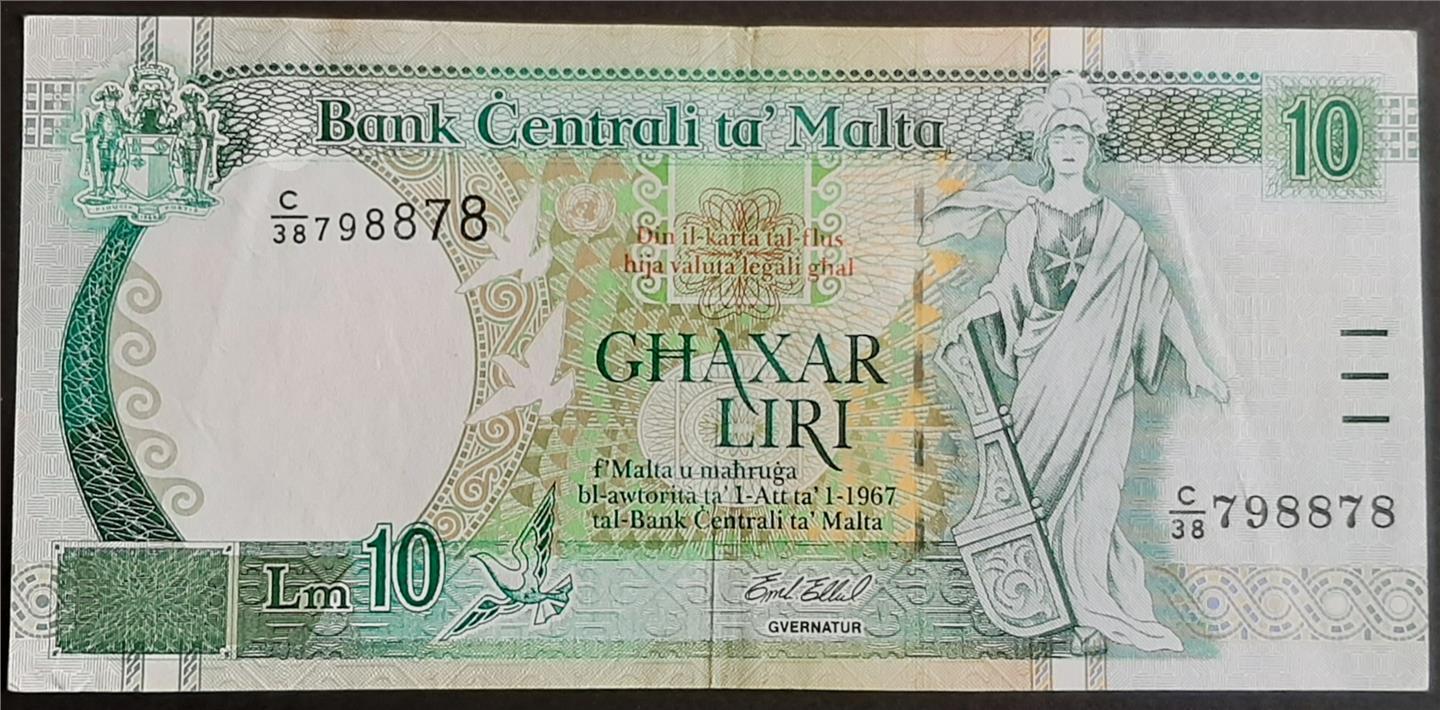 Bank Ċentrali ta' Malta
10
C/38 798878
Din il-karta tal-flus
hija valuta legali għal
GĦAXAR
LIRI
f'Malta u maħruġa
bl-awtorita ta' l-Att ta' l-1967
tal-Bank Ċentrali ta' Malta
C/38 798878
Lm 10
GVERNATUR